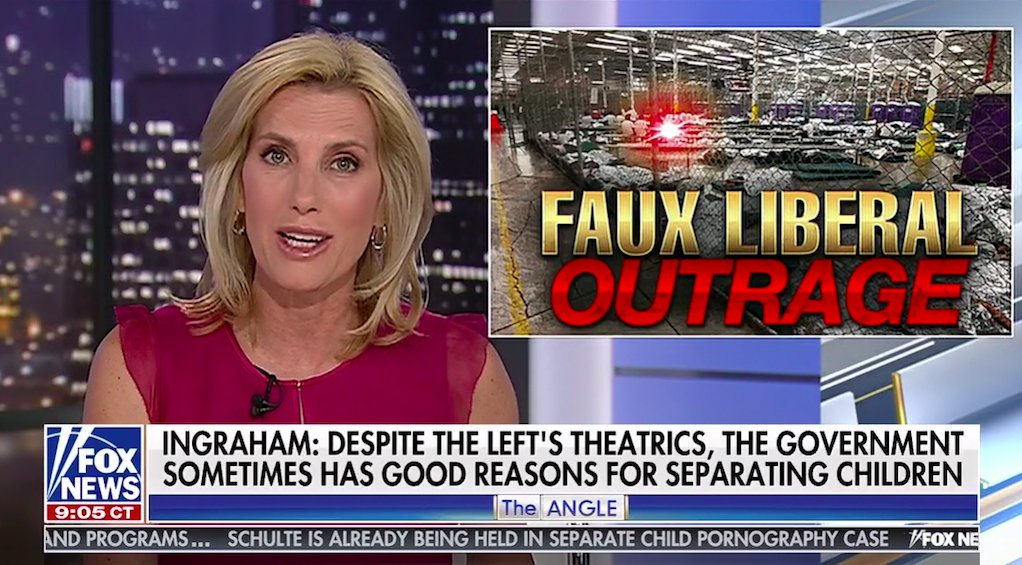 FAUX LIBERAL
OUTRAGE
INGRAHAM: DESPITE THE LEFT'S THEATRICS, THE GOVERNMENT
SOMETIMES HAS GOOD REASONS FOR SEPARATING CHILDREN
FOX
NEWS
9:05 CT
The ANGLE
AND PROGRAMS... SCHULTE IS ALREADY BEING HELD IN SEPARATE CHILD PORNOGRAPHY CASE FOX NE